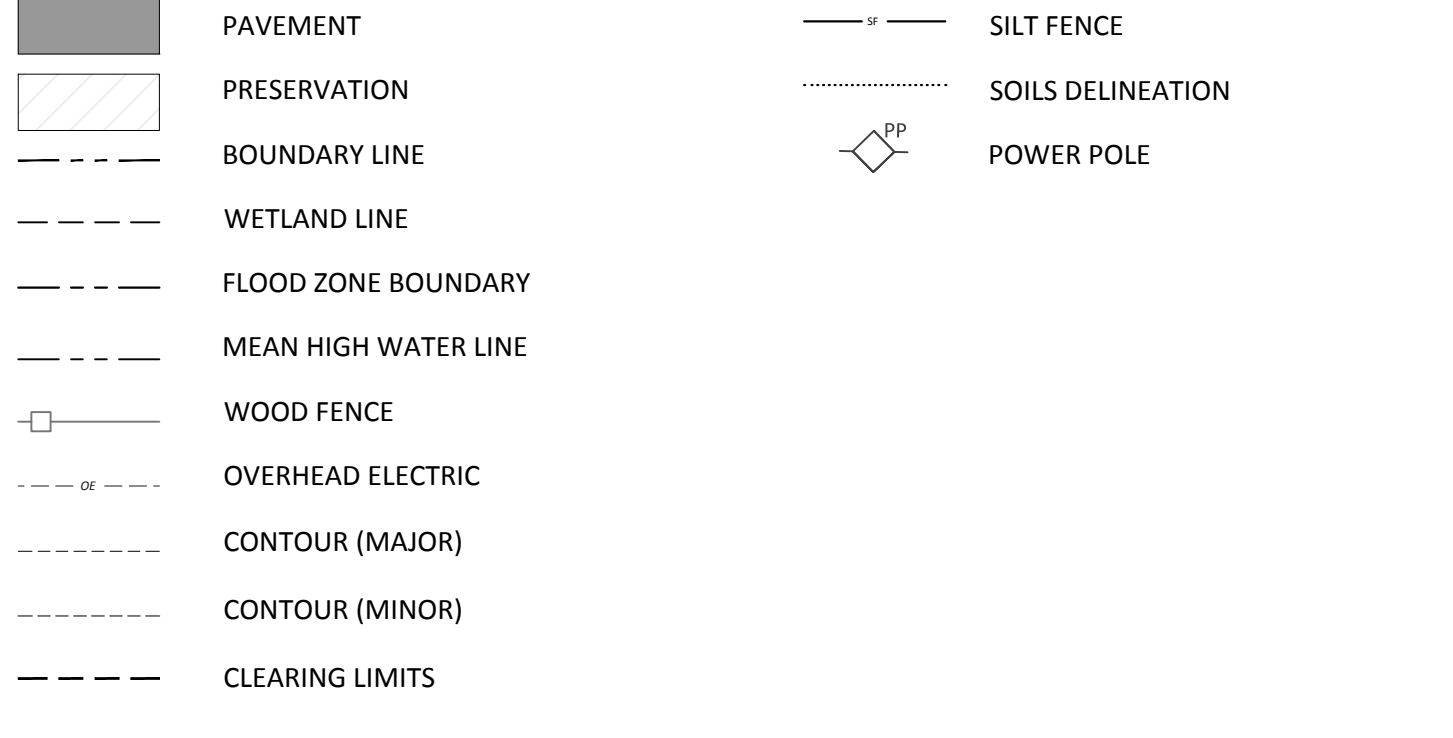 PAVEMENT
PRESERVATION
BOUNDARY LINE
WETLAND LINE
FLOOD ZONE BOUNDARY
MEAN HIGH WATER LINE
WOOD FENCE
OE OVERHEAD ELECTRIC
CONTOUR (MAJOR)
CONTOUR (MINOR)
CLEARING LIMITS
SF SILT FENCE
SOILS DELINEATION
PP
POWER POLE